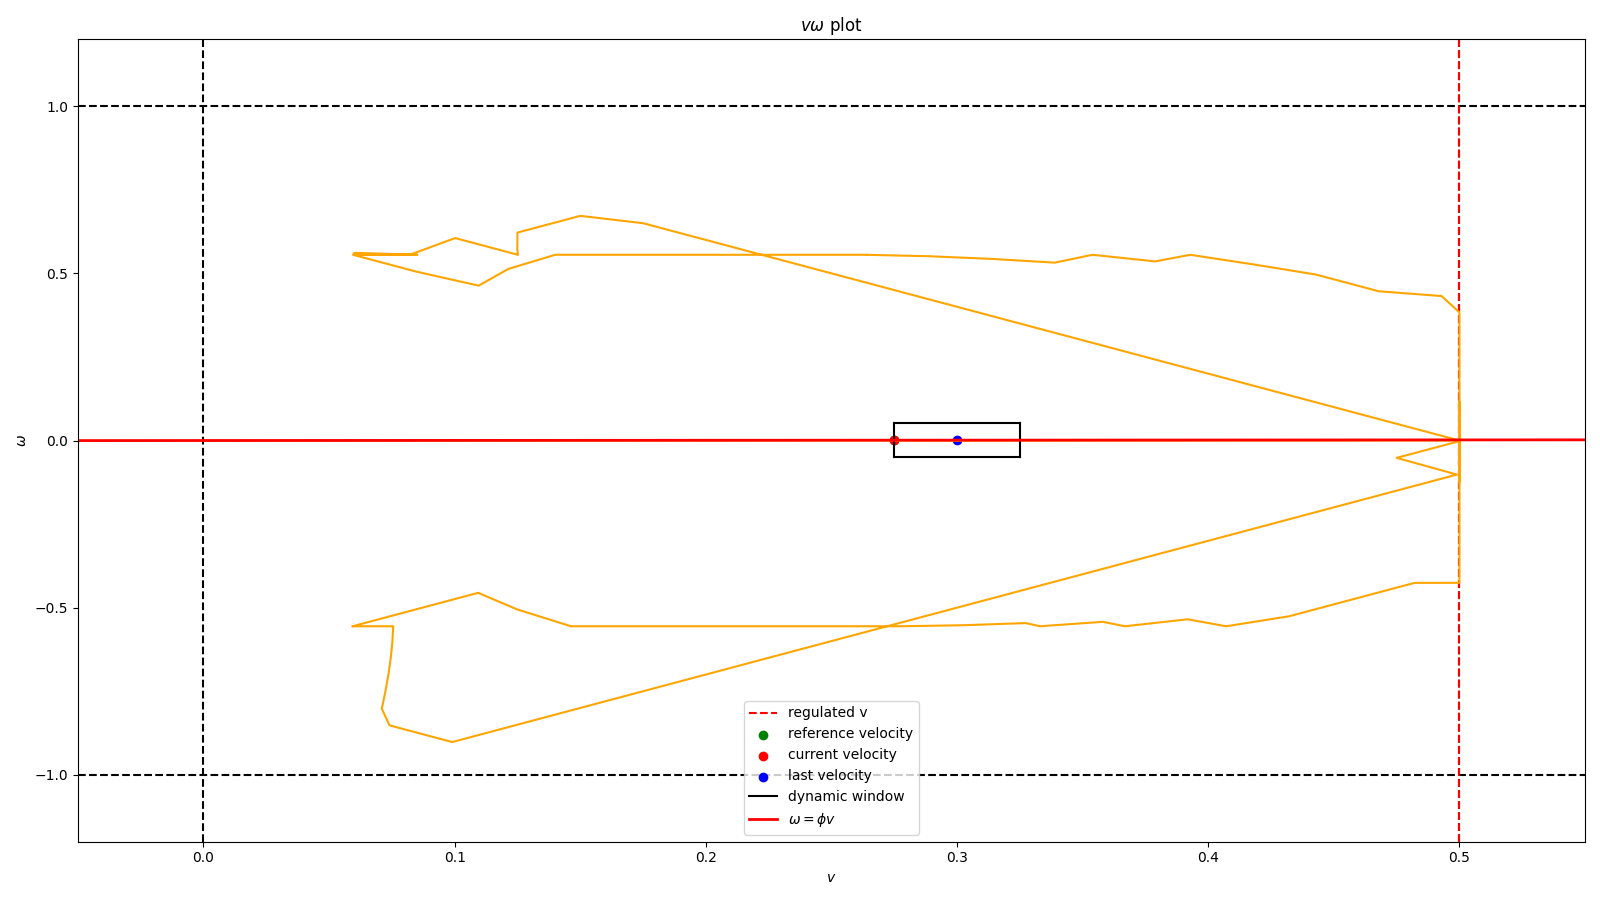 vω plot
1.0
0.5
0.0
−0.5
−1.0
ω
0.0 0.1 0.2 0.3 0.4 0.5
v
regulated v
reference velocity
current velocity
last velocity
dynamic window
ω = ϕv